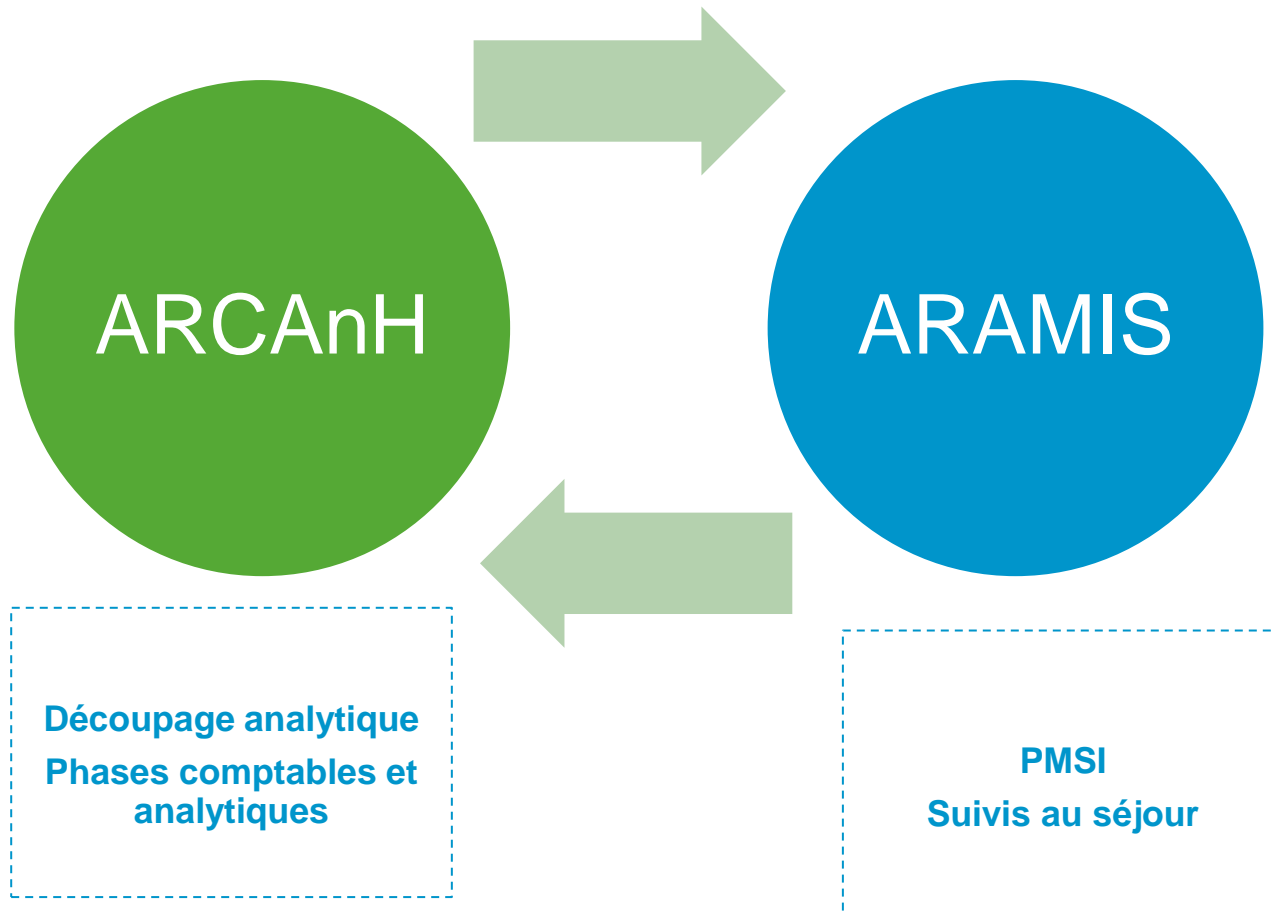 ARCAnH
ARAMIS
Découpage analytique
Phases comptables et
analytiques
PMSI
Suivis au séjour